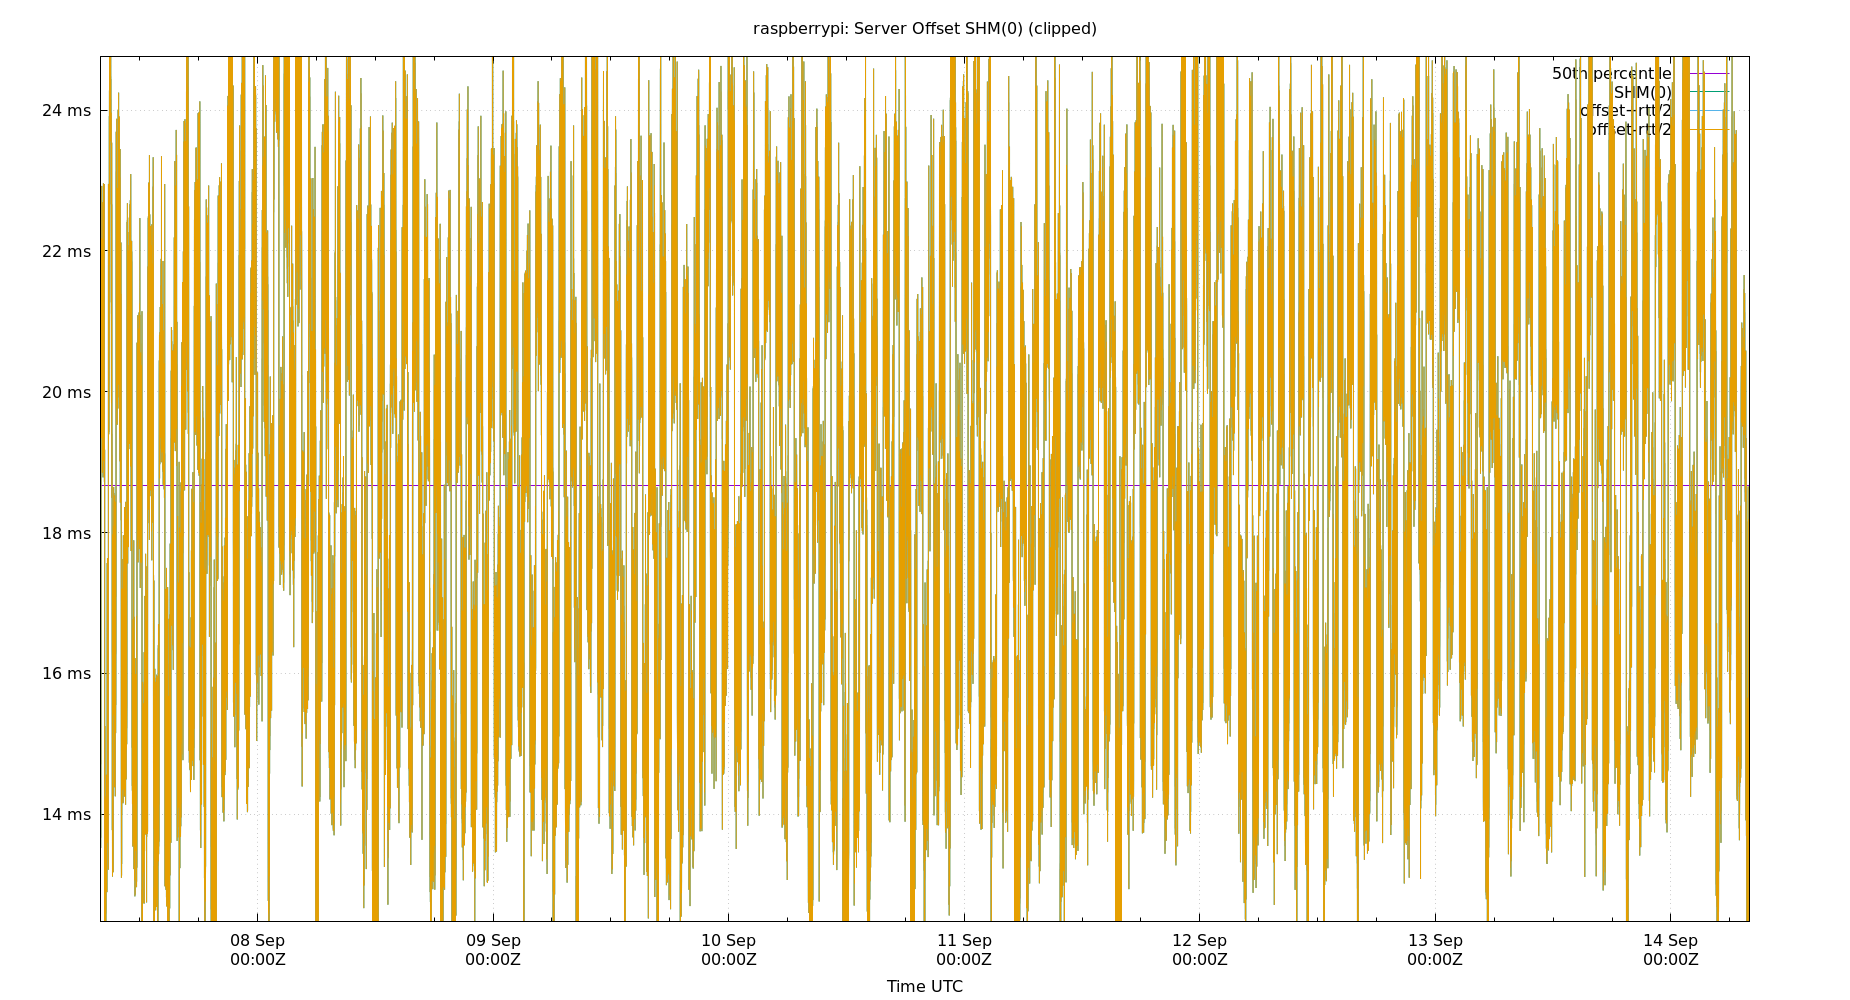 raspberrypi: Server Offset SHM(0) (clipped)
50th percentile
SHM(0)
offset+rtt/2
offset-rtt/2
24 ms
22 ms
20 ms
18 ms
16 ms
14 ms
08 Sep 09 Sep 10 Sep 11 Sep 12 Sep 13 Sep 14 Sep
00:00Z 00:00Z 00:00Z 00:00Z 00:00Z 00:00Z 00:00Z
Time UTC